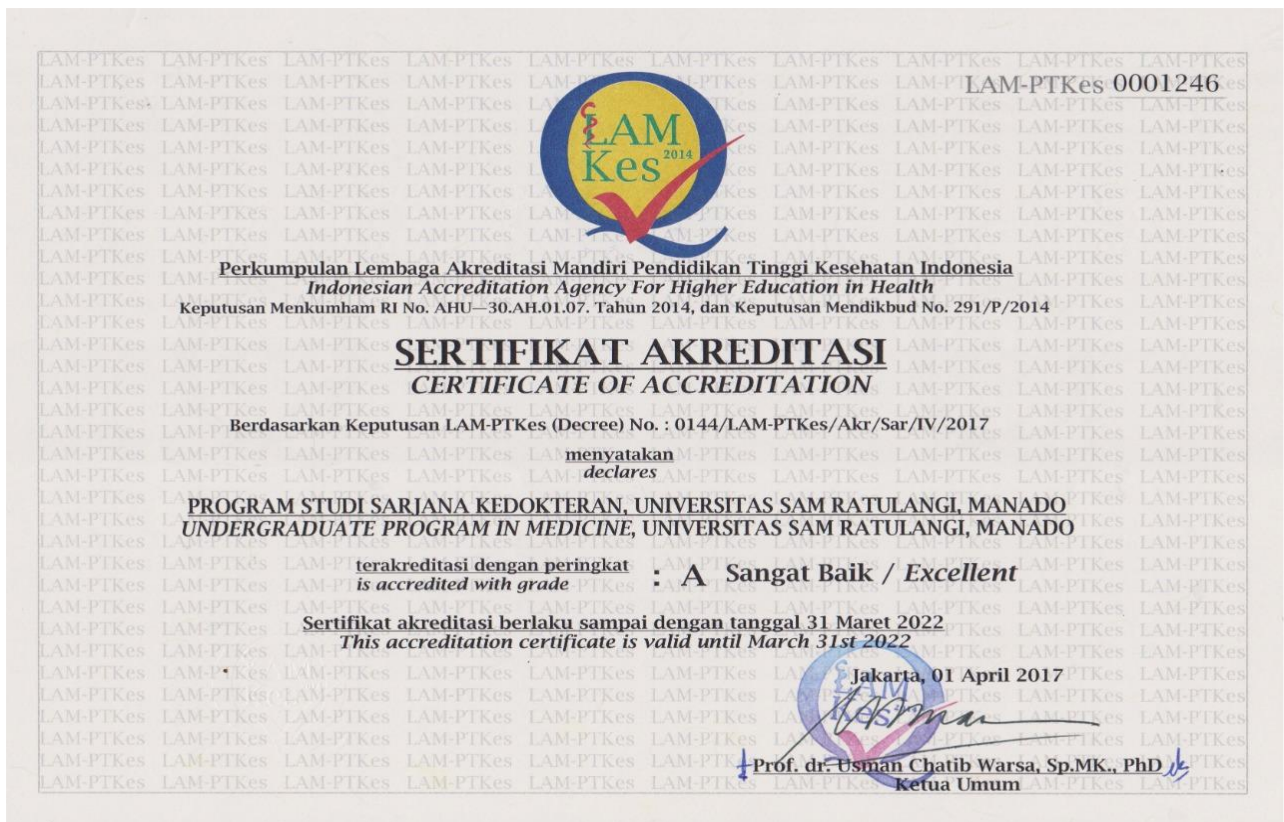 LAM-PTKes 0001246
LAM
Kes 2014
Perkumpulan Lembaga Akreditasi Mandiri Pendidikan Tinggi Kesehatan Indonesia
Indonesian Accreditation Agency For Higher Education in Health
Keputusan Menkumham RI No. AHU—30.AH.01.07. Tahun 2014, dan Keputusan Mendikbud No. 291/P/2014
SERTIFIKAT AKREDITASI
CERTIFICATE OF ACCREDITATION
Berdasarkan Keputusan LAM-PTKes (Decree) No. : 0144/LAM-PTKes/Akr/Sar/IV/2017
menyatakan
declares
PROGRAM STUDI SARJANA KEDOKTERAN, UNIVERSITAS SAM RATULANGI, MANADO
UNDERGRADUATE PROGRAM IN MEDICINE, UNIVERSITAS SAM RATULANGI, MANADO
terakreditasi dengan peringkat
is accredited with grade
: A Sangat Baik / Excellent
Sertifikat akreditasi berlaku sampai dengan tanggal 31 Maret 2022
This accreditation certificate is valid until March 31st 2022
Jakarta, 01 April 2017
LAM
Kes
Prof. dr. Usman Chatib Warsa, Sp.MK., PhD
Ketua Umum